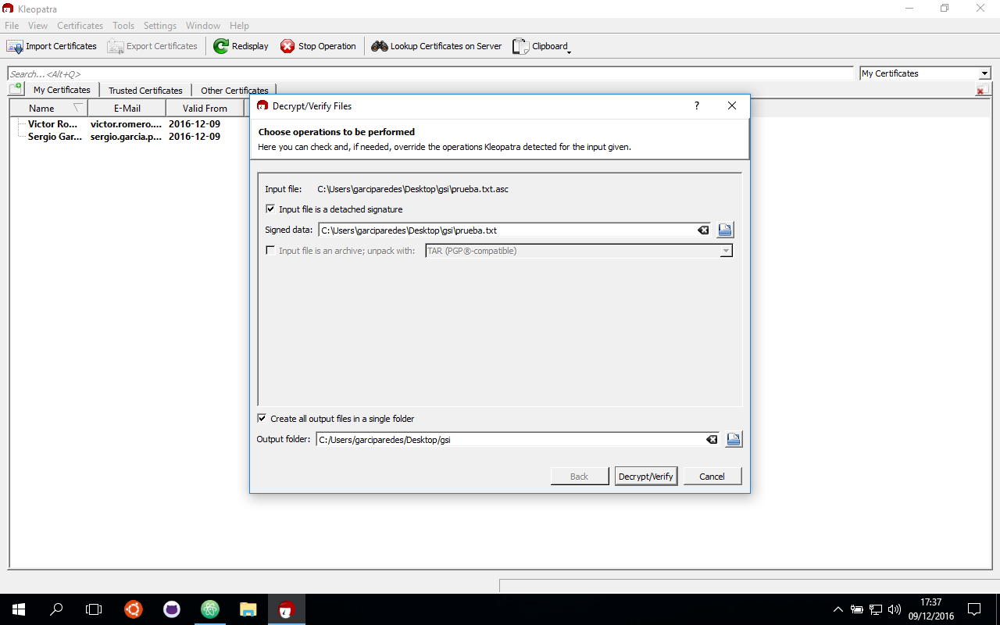 Kleopatra
File View Certificates Tools Settings Window Help
Import Certificates Export Certificates Redisplay Stop Operation Lookup Certificates on Server Clipboard
Search...<Alt+Q> My Certificates
My Certificates Trusted Certificates Other Certificates
Name E-Mail Valid From
Victor Ro... victor.romero.... 2016-12-09
Sergio Gar... sergio.garcia.p... 2016-12-09
Decrypt/Verify Files ?
Choose operations to be performed
Here you can check and, if needed, override the operations Kleopatra detected for the input given.
Input file: C:\Users\garciparedes\Desktop\gsi\prueba.txt.asc
Input file is a detached signature
Signed data: C:\Users\garciparedes\Desktop\gsi\prueba.txt
Input file is an archive; unpack with: TAR (PGP®-compatible)
Create all output files in a single folder
Output folder: C:/Users/garciparedes/Desktop/gsi
Back Decrypt/Verify Cancel
17:37
09/12/2016